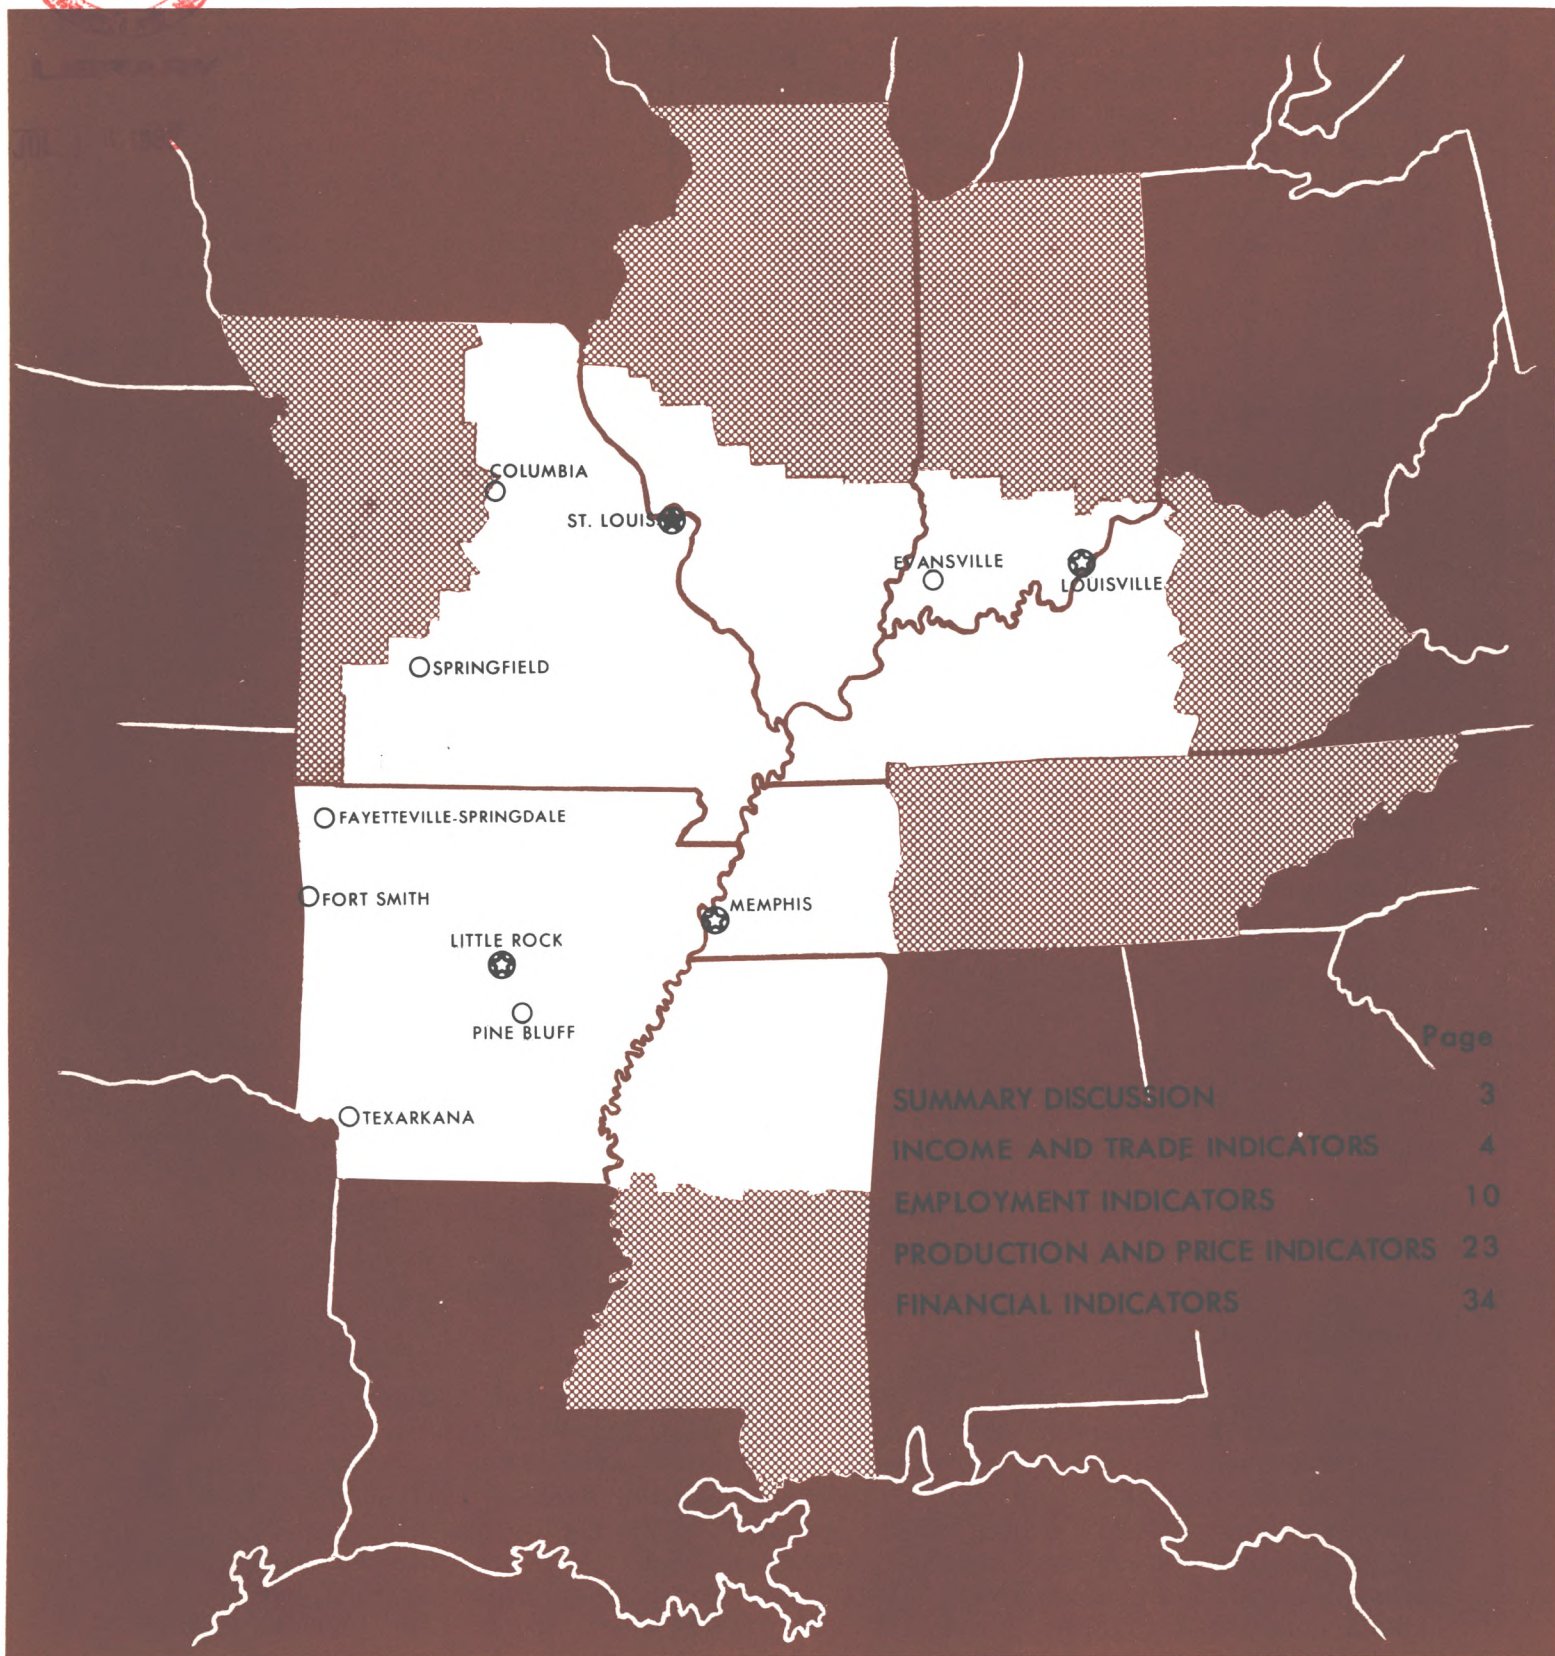 LIBRARY
COLUMBIA
ST. LOUIS
EVANSVILLE
LOUISVILLE
SPRINGFIELD
FAYETTEVILLE-SPRINGDALE
FORT SMITH
MEMPHIS
LITTLE ROCK
PINE BLUFF
TEXARKANA
Page
SUMMARY DISCUSSION 3
INCOME AND TRADE INDICATORS 4
EMPLOYMENT INDICATORS 10
PRODUCTION AND PRICE INDICATORS 23
FINANCIAL INDICATORS 34